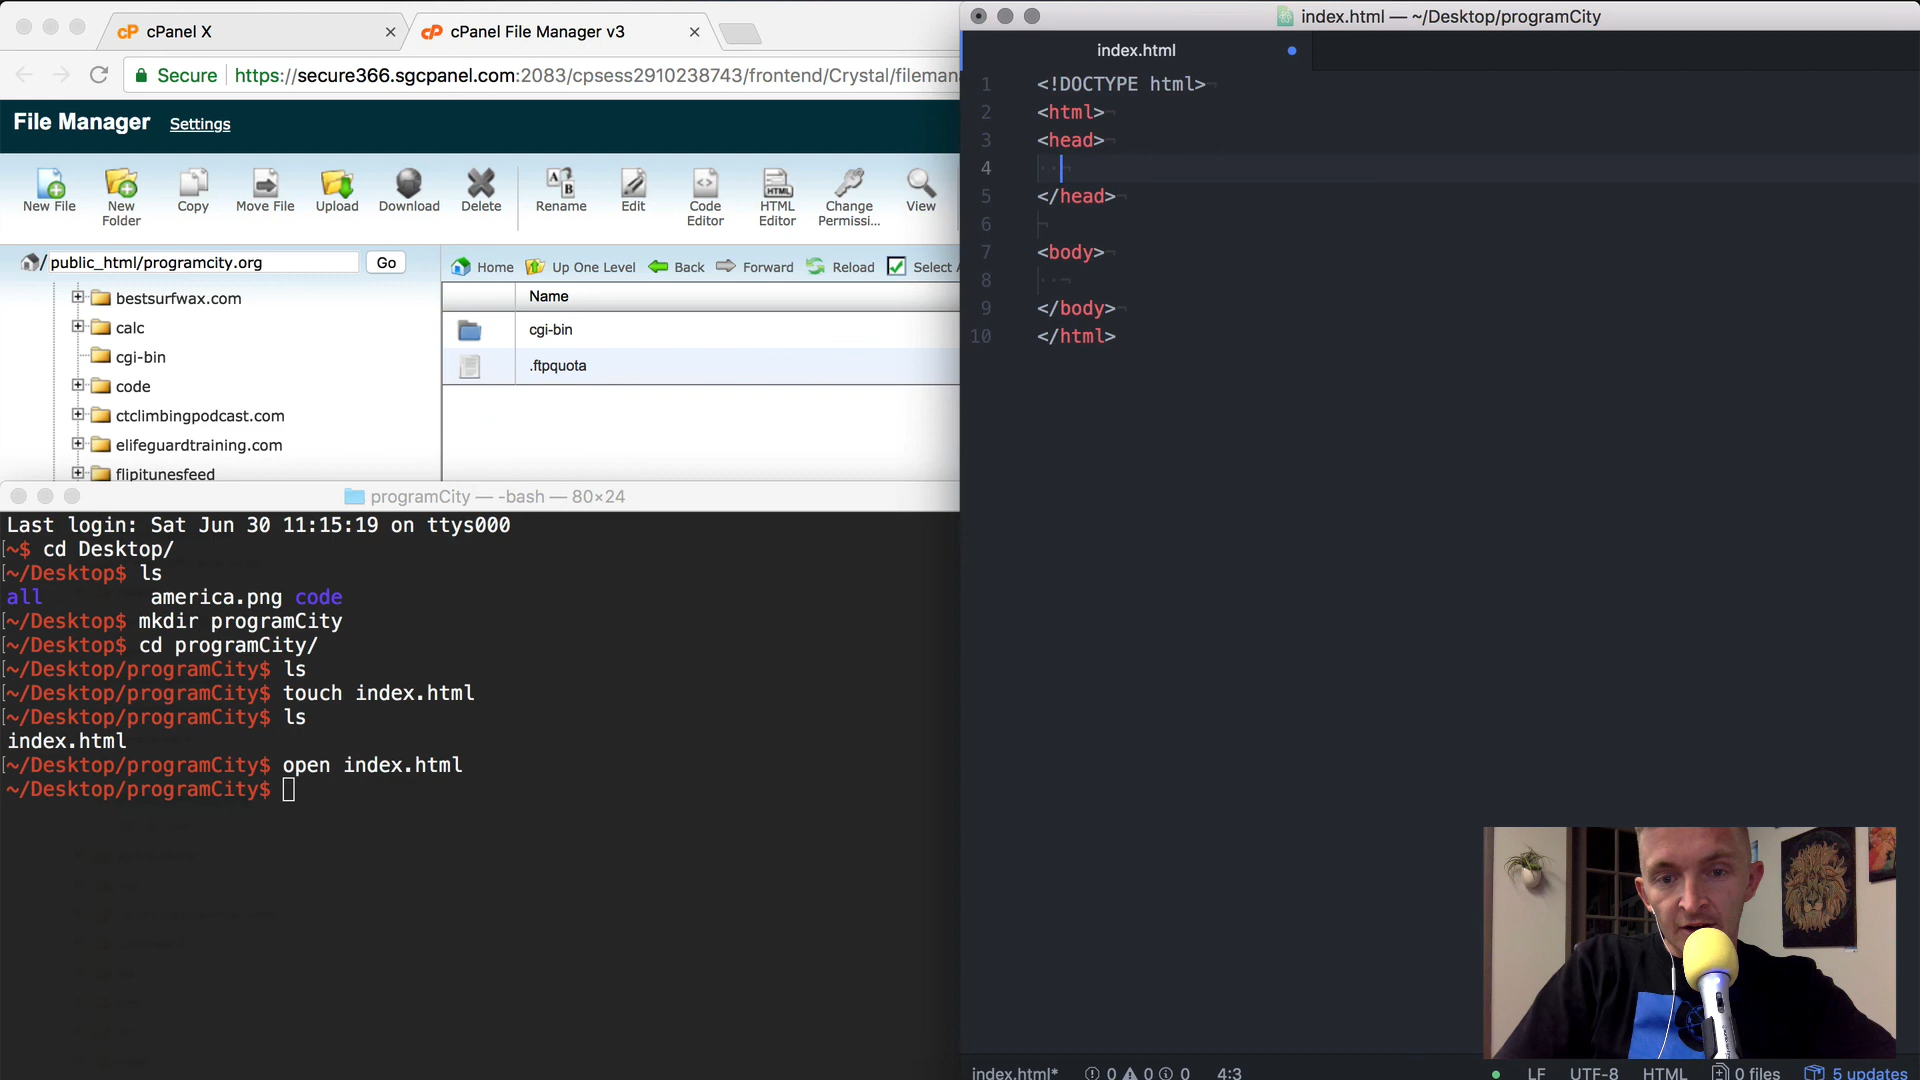 cPanel X
cPanel File Manager v3
Secure https://secure366.sgcpanel.com:2083/cpsess2910238743/frontend/Crystal/fileman
File Manager Settings
New File
New Folder
Copy
Move File
Upload
Download
Delete
Rename
Edit
Code Editor
HTML Editor
Change Permissi...
View
/ public_html/programcity.org Go
Home Up One Level Back Forward Reload Select A
bestsurfwax.com
calc
cgi-bin
code
ctclimbingpodcast.com
elifeguardtraining.com
flipitunesfeed
Name
cgi-bin
.ftpquota
programCity — -bash — 80×24
Last login: Sat Jun 30 11:15:19 on ttys000
[~$ cd Desktop/
[~/Desktop$ ls
all america.png code
[~/Desktop$ mkdir programCity
[~/Desktop$ cd programCity/
[~/Desktop/programCity$ ls
[~/Desktop/programCity$ touch index.html
[~/Desktop/programCity$ ls
index.html
[~/Desktop/programCity$ open index.html
~/Desktop/programCity$
index.html — ~/Desktop/programCity
index.html
1 <!DOCTYPE html>
2 <html>
3 <head>
4
5 </head>
6
7 <body>
8
9 </body>
10 </html>
index.html* 0 0 0 4:3 LF UTF-8 HTML 0 files 5 updates